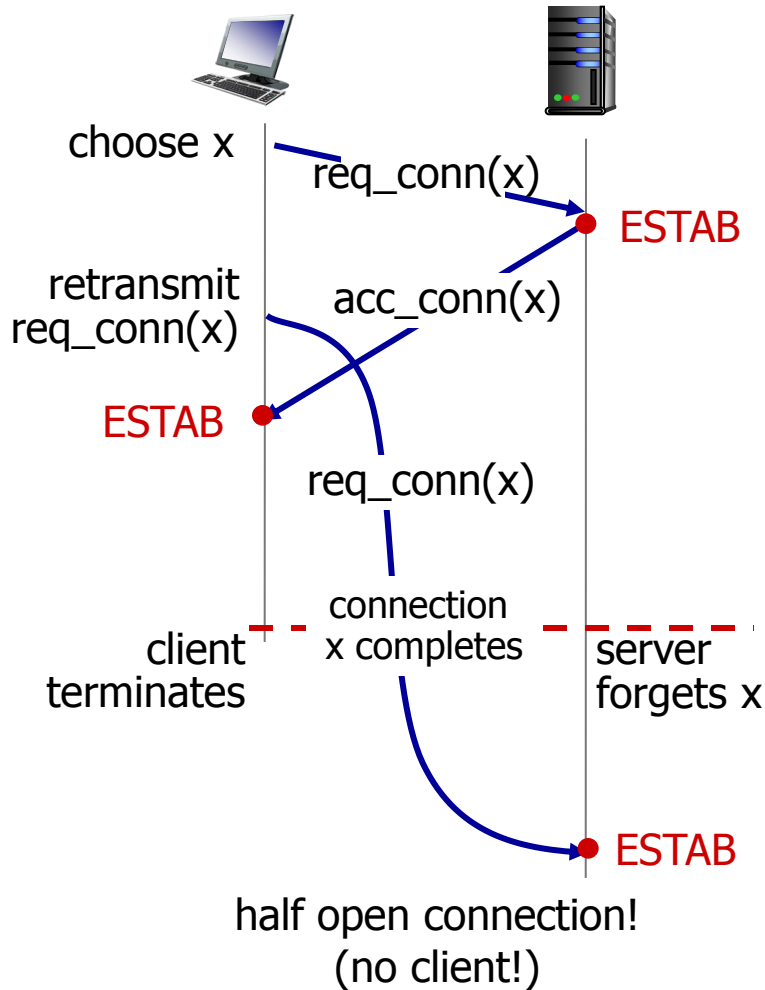 choose x
req_conn(x)
ESTAB
retransmit
req_conn(x)
acc_conn(x)
ESTAB
req_conn(x)
connection
x completes
client
terminates
server
forgets x
ESTAB
half open connection!
(no client!)